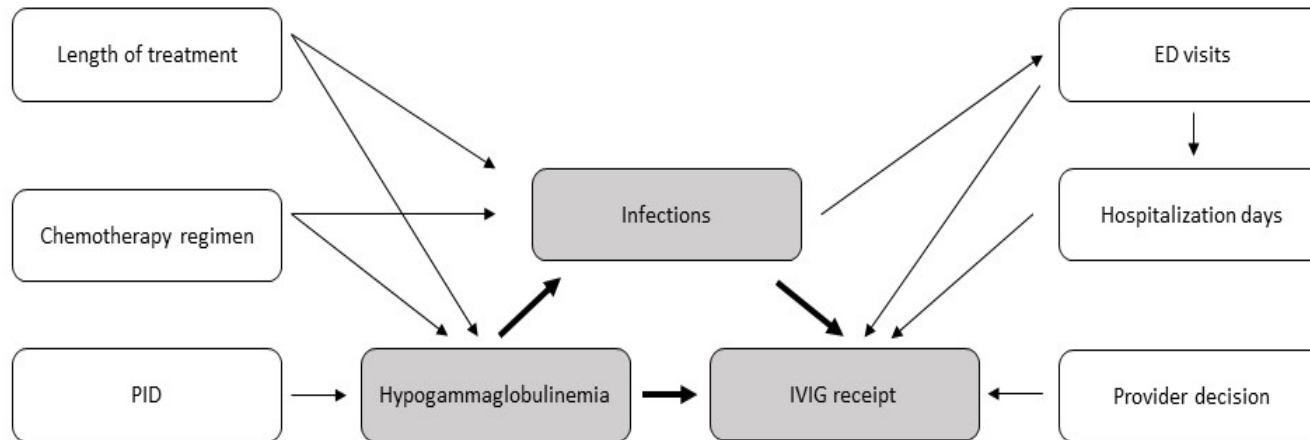 Length of treatment
ED visits
Infections
Chemotherapy regimen
Hospitalization days
PID
Hypogammaglobulinemia
IVIG receipt
Provider decision